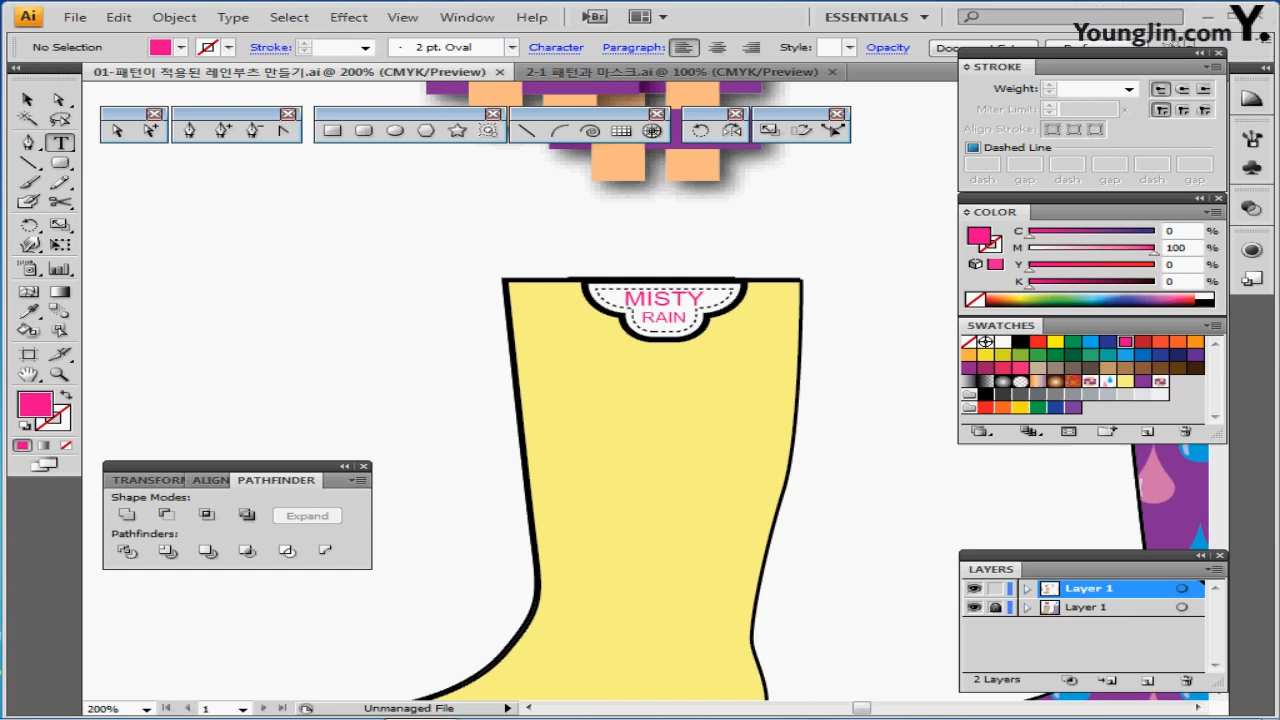 Ai File Edit Object Type Select Effect View Window Help Br ESSENTIALS
YoungJin.com Y.
No Selection Stroke: 2 pt. Oval Character Paragraph: Style: Opacity
01-패턴이 적용된 레인부츠 만들기.ai @ 200% (CMYK/Preview) × 2-1 패턴과 마스크.ai @ 100% (CMYK/Preview) ×
STROKE
Weight:
Miter Limit: x
Align Stroke:
Dashed Line
dash gap dash gap dash gap
COLOR
C 0 %
M 100 %
Y 0 %
K 0 %
SWATCHES
MISTY
RAIN
TRANSFORM ALIGN PATHFINDER
Shape Modes:
Expand
Pathfinders:
LAYERS
Layer 1
Layer 1
2 Layers
200% 1 Unmanaged File